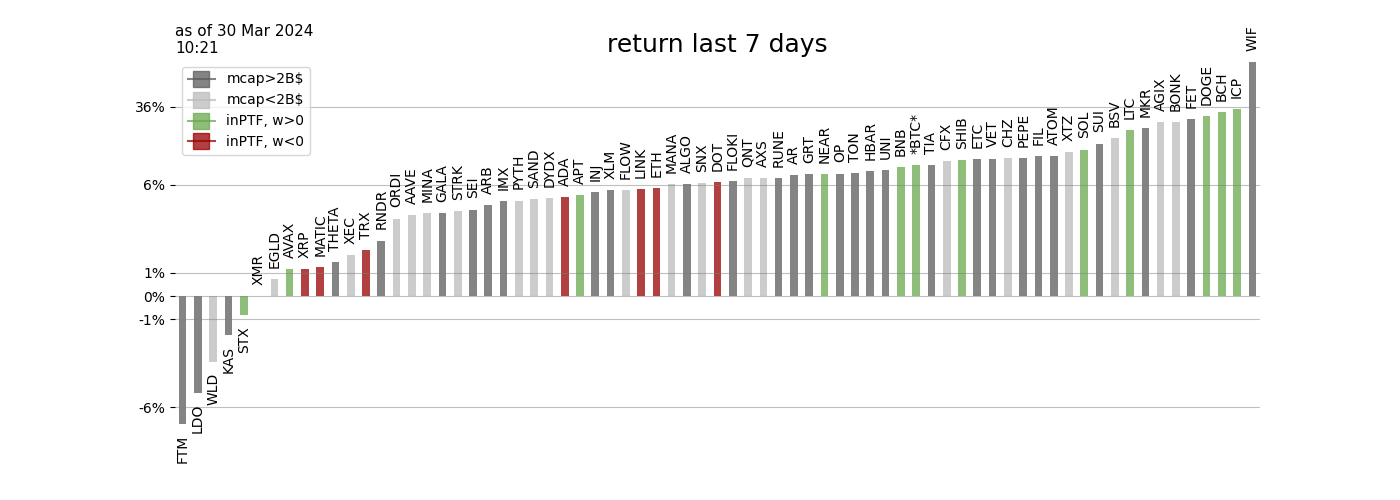 as of 30 Mar 2024
10:21
return last 7 days
mcap>2B$
mcap<2B$
inPTF, w>0
inPTF, w<0
36%
6%
1%
0%
-1%
-6%
FTM
LDO
WLD
KAS
STX
XMR
EGLD
AVAX
XRP
MATIC
THETA
XEC
TRX
RNDR
ORDI
AAVE
MINA
GALA
STRK
SEI
ARB
IMX
PYTH
SAND
DYDX
ADA
APT
INJ
XLM
FLOW
LINK
ETH
MANA
ALGO
SNX
DOT
FLOKI
QNT
AXS
RUNE
AR
GRT
NEAR
OP
TON
HBAR
UNI
BNB
*BTC*
TIA
CFX
SHIB
ETC
VET
CHZ
PEPE
FIL
ATOM
XTZ
SOL
SUI
BSV
LTC
MKR
AGIX
BONK
FET
DOGE
BCH
ICP
WIF